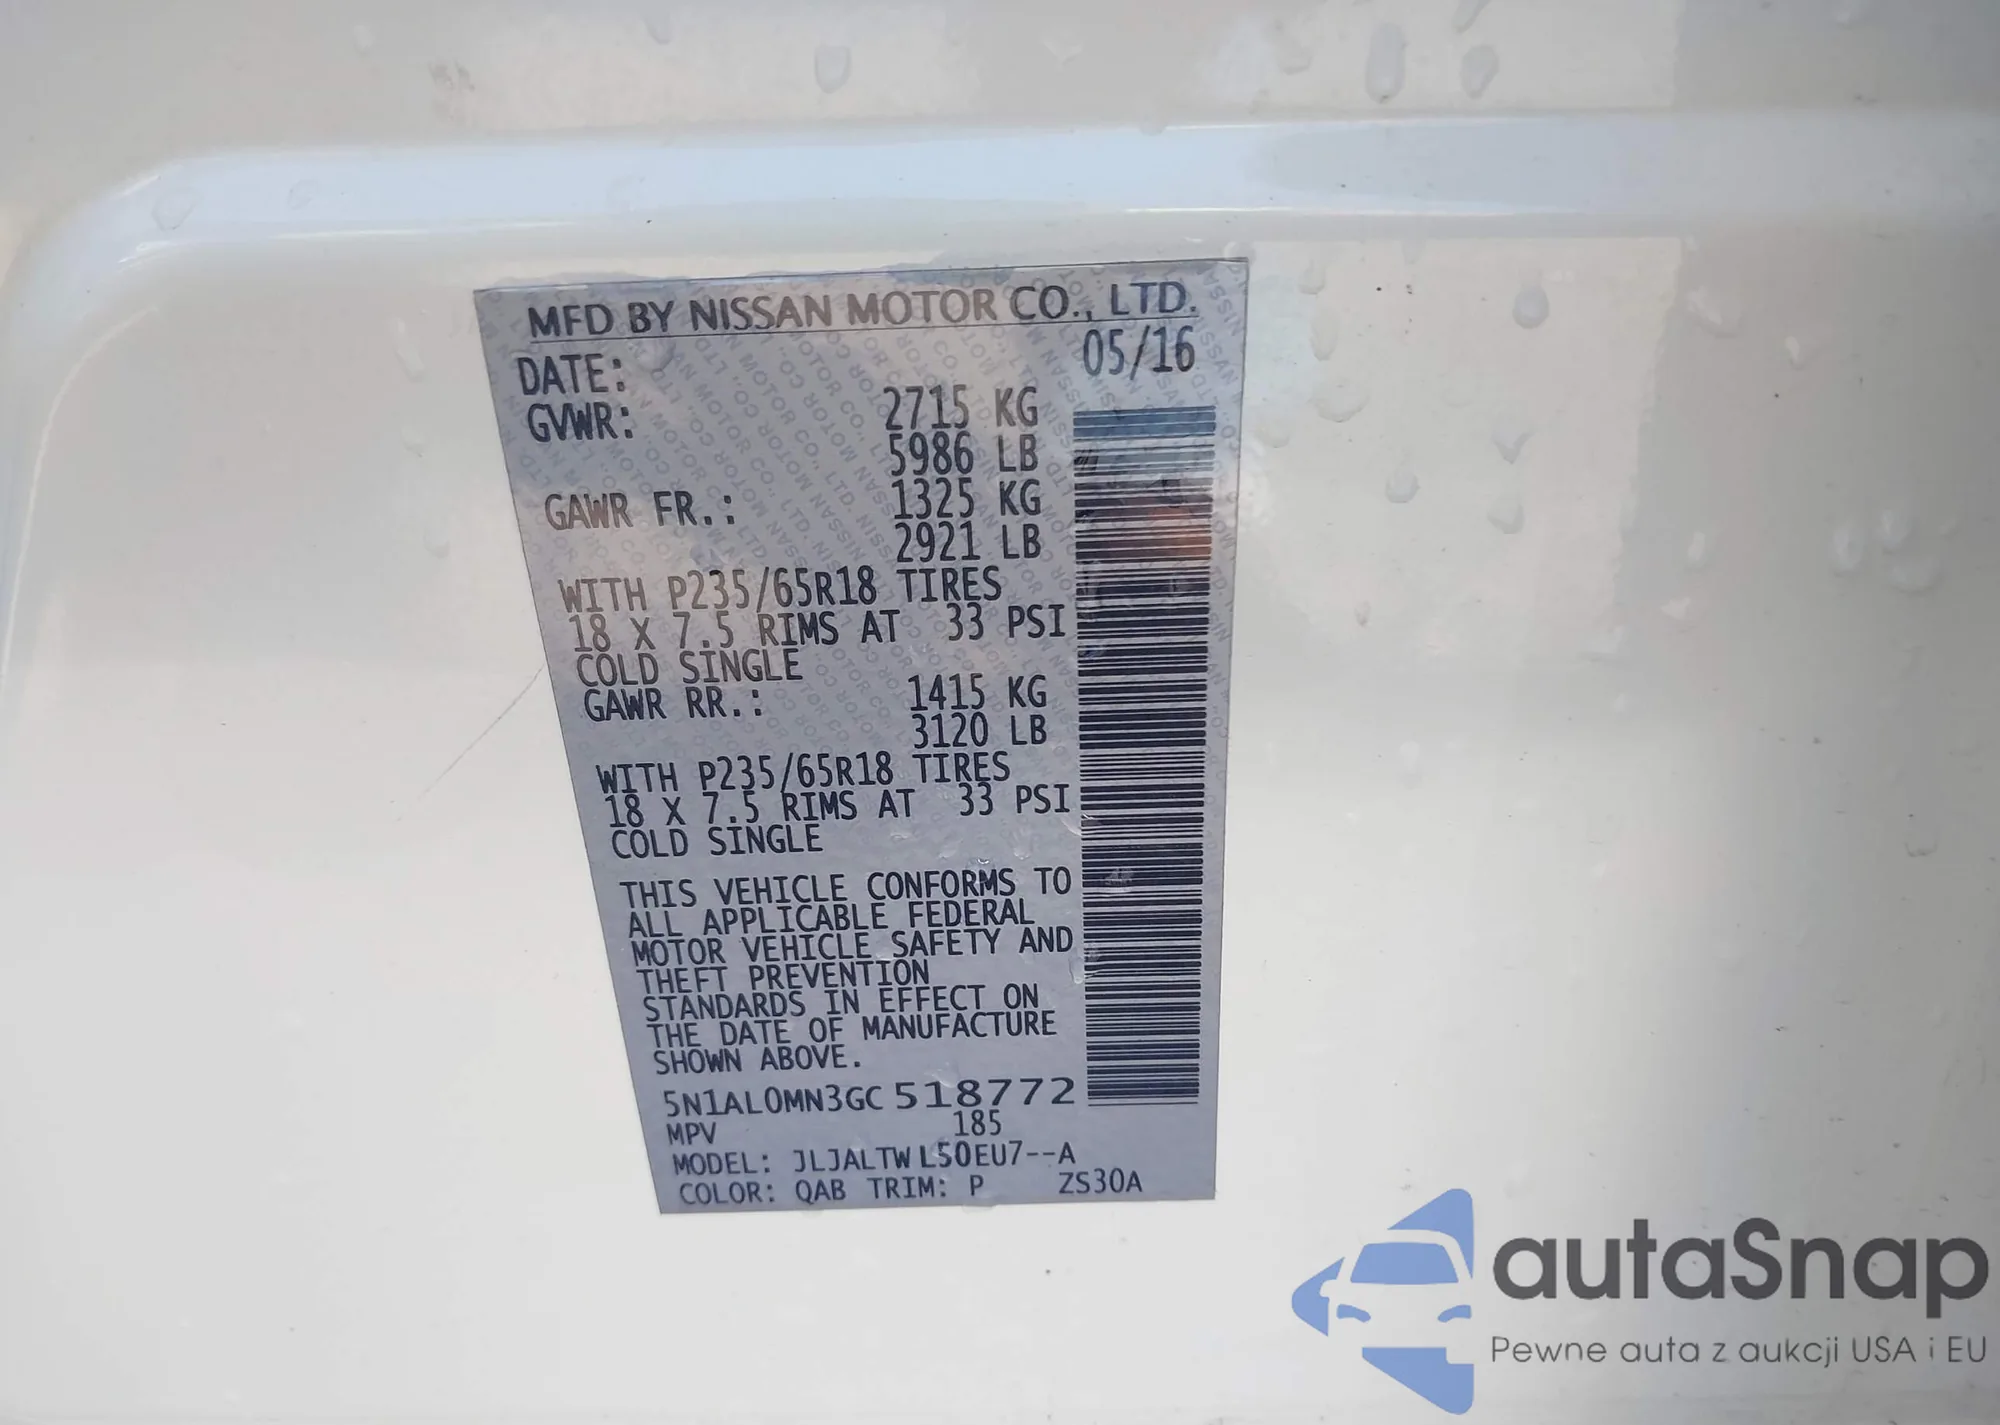 MFD BY NISSAN MOTOR CO., LTD.
DATE: 05/16
GVWR: 2715 KG
5986 LB
GAWR FR.: 1325 KG
2921 LB
WITH P235/65R18 TIRES
18 X 7.5 RIMS AT 33 PSI
COLD SINGLE
GAWR RR.: 1415 KG
3120 LB
WITH P235/65R18 TIRES
18 X 7.5 RIMS AT 33 PSI
COLD SINGLE
THIS VEHICLE CONFORMS TO
ALL APPLICABLE FEDERAL
MOTOR VEHICLE SAFETY AND
THEFT PREVENTION
STANDARDS IN EFFECT ON
THE DATE OF MANUFACTURE
SHOWN ABOVE.
5N1AL0MN3GC518772
MPV 185
MODEL: JLJALTWL50EU7--A
COLOR: QAB TRIM: P ZS30A
autaSnap
Pewne auta z aukcji USA i EU